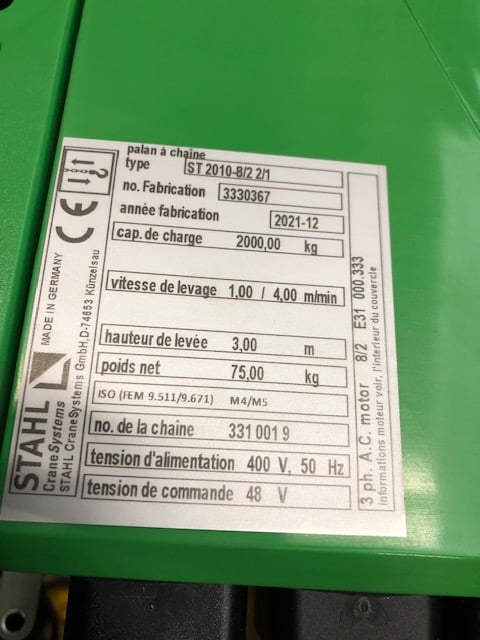 palan à chaîne
type ST 2010-8/2 2/1
no. Fabrication 3330367
année fabrication 2021-12
cap. de charge 2000,00 kg
vitesse de levage 1,00 / 4,00 m/min
hauteur de levée 3,00 m
poids net 75,00 kg
ISO (FEM 9.511/9.671) M4/M5
no. de la chaîne 331 001 9
tension d'alimentation 400 V, 50 Hz
tension de commande 48 V
CE
MADE IN GERMANY
STAHL
CraneSystems
STAHL CraneSystems GmbH,D-74653 Künzelsau
3 ph. A.C. motor 8/2 E31 000.333
informations moteur voir, l'interieur du couvercle